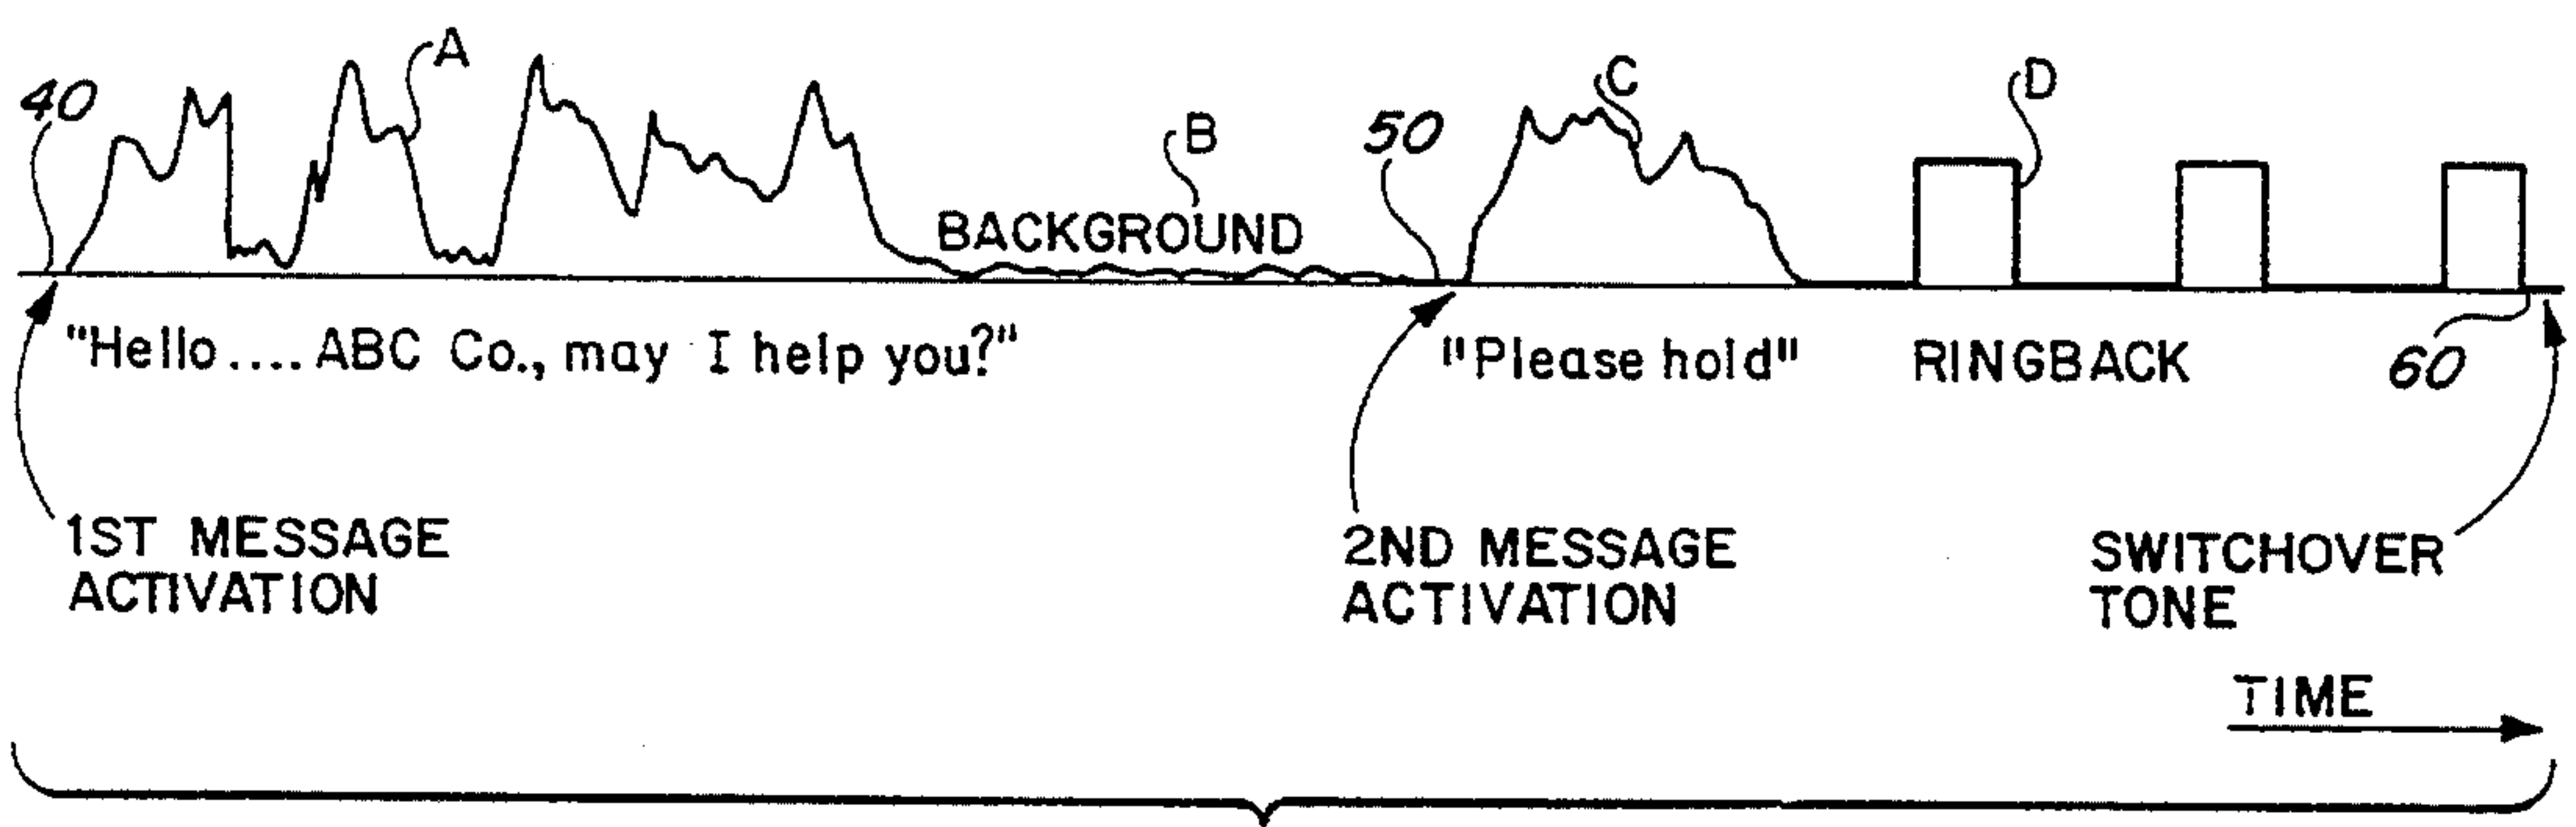 A
40
B
50
C
D
BACKGROUND
"Hello.... ABC Co., may I help you?"
"Please hold"
RINGBACK
60
1ST MESSAGE
ACTIVATION
2ND MESSAGE
ACTIVATION
SWITCHOVER
TONE
TIME